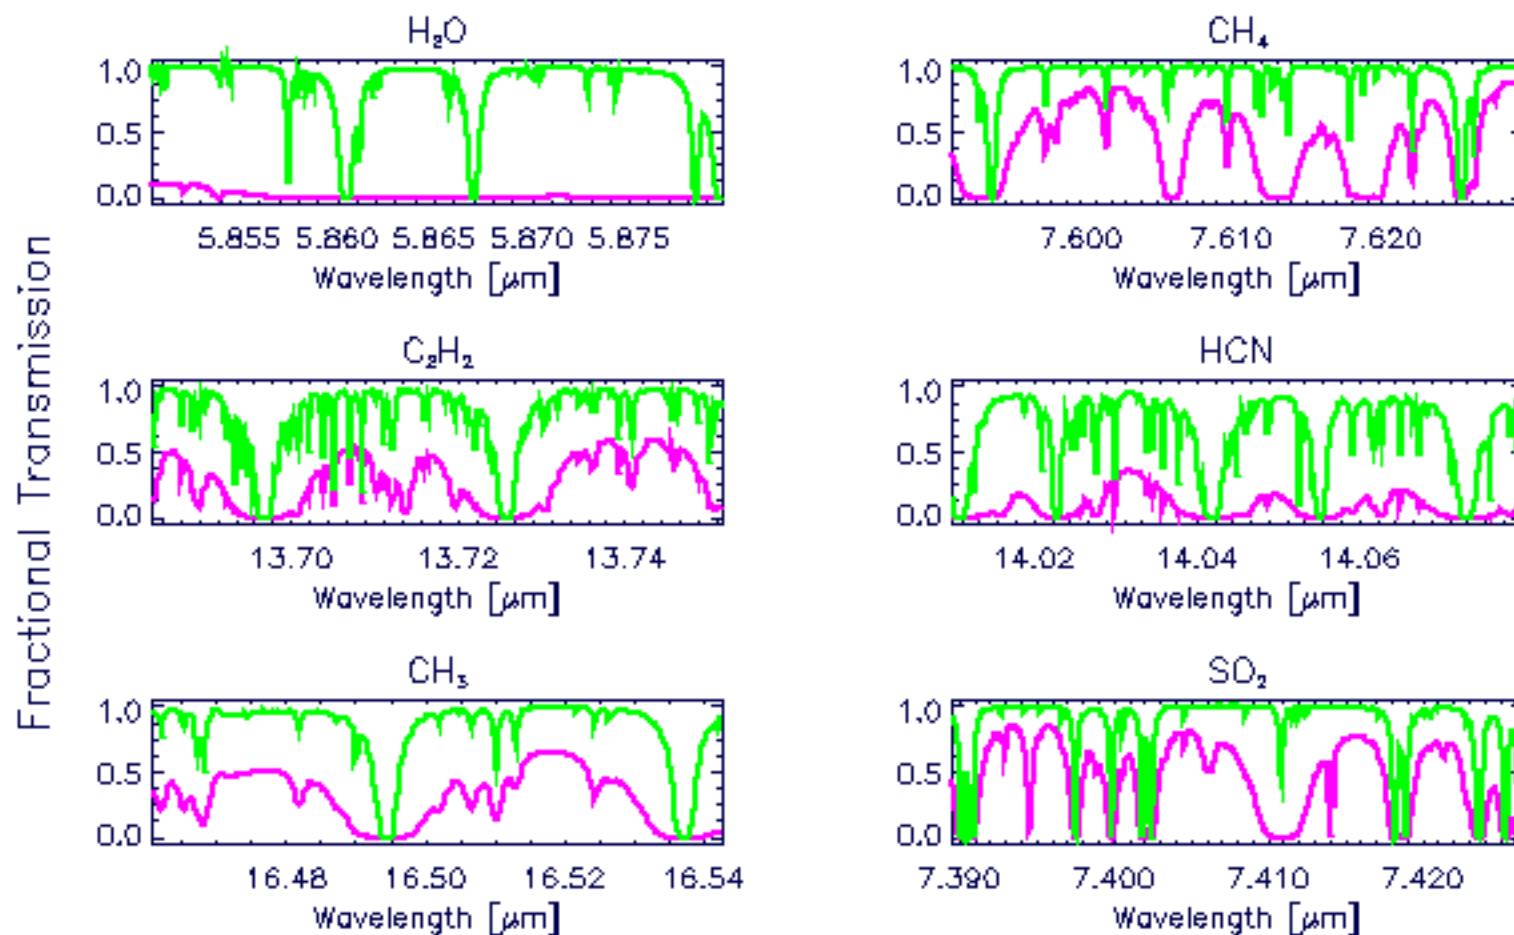 H₂O
CH₄
1.0
0.5
0.0
1.0
0.5
0.0
5.855 5.860 5.865 5.870 5.875
7.600 7.610 7.620
Wavelength [μm]
Wavelength [μm]
Fractional Transmission
C₂H₂
HCN
1.0
0.5
0.0
1.0
0.5
0.0
13.70 13.72 13.74
14.02 14.04 14.06
Wavelength [μm]
Wavelength [μm]
CH₃
SO₂
1.0
0.5
0.0
1.0
0.5
0.0
16.48 16.50 16.52 16.54
7.390 7.400 7.410 7.420
Wavelength [μm]
Wavelength [μm]